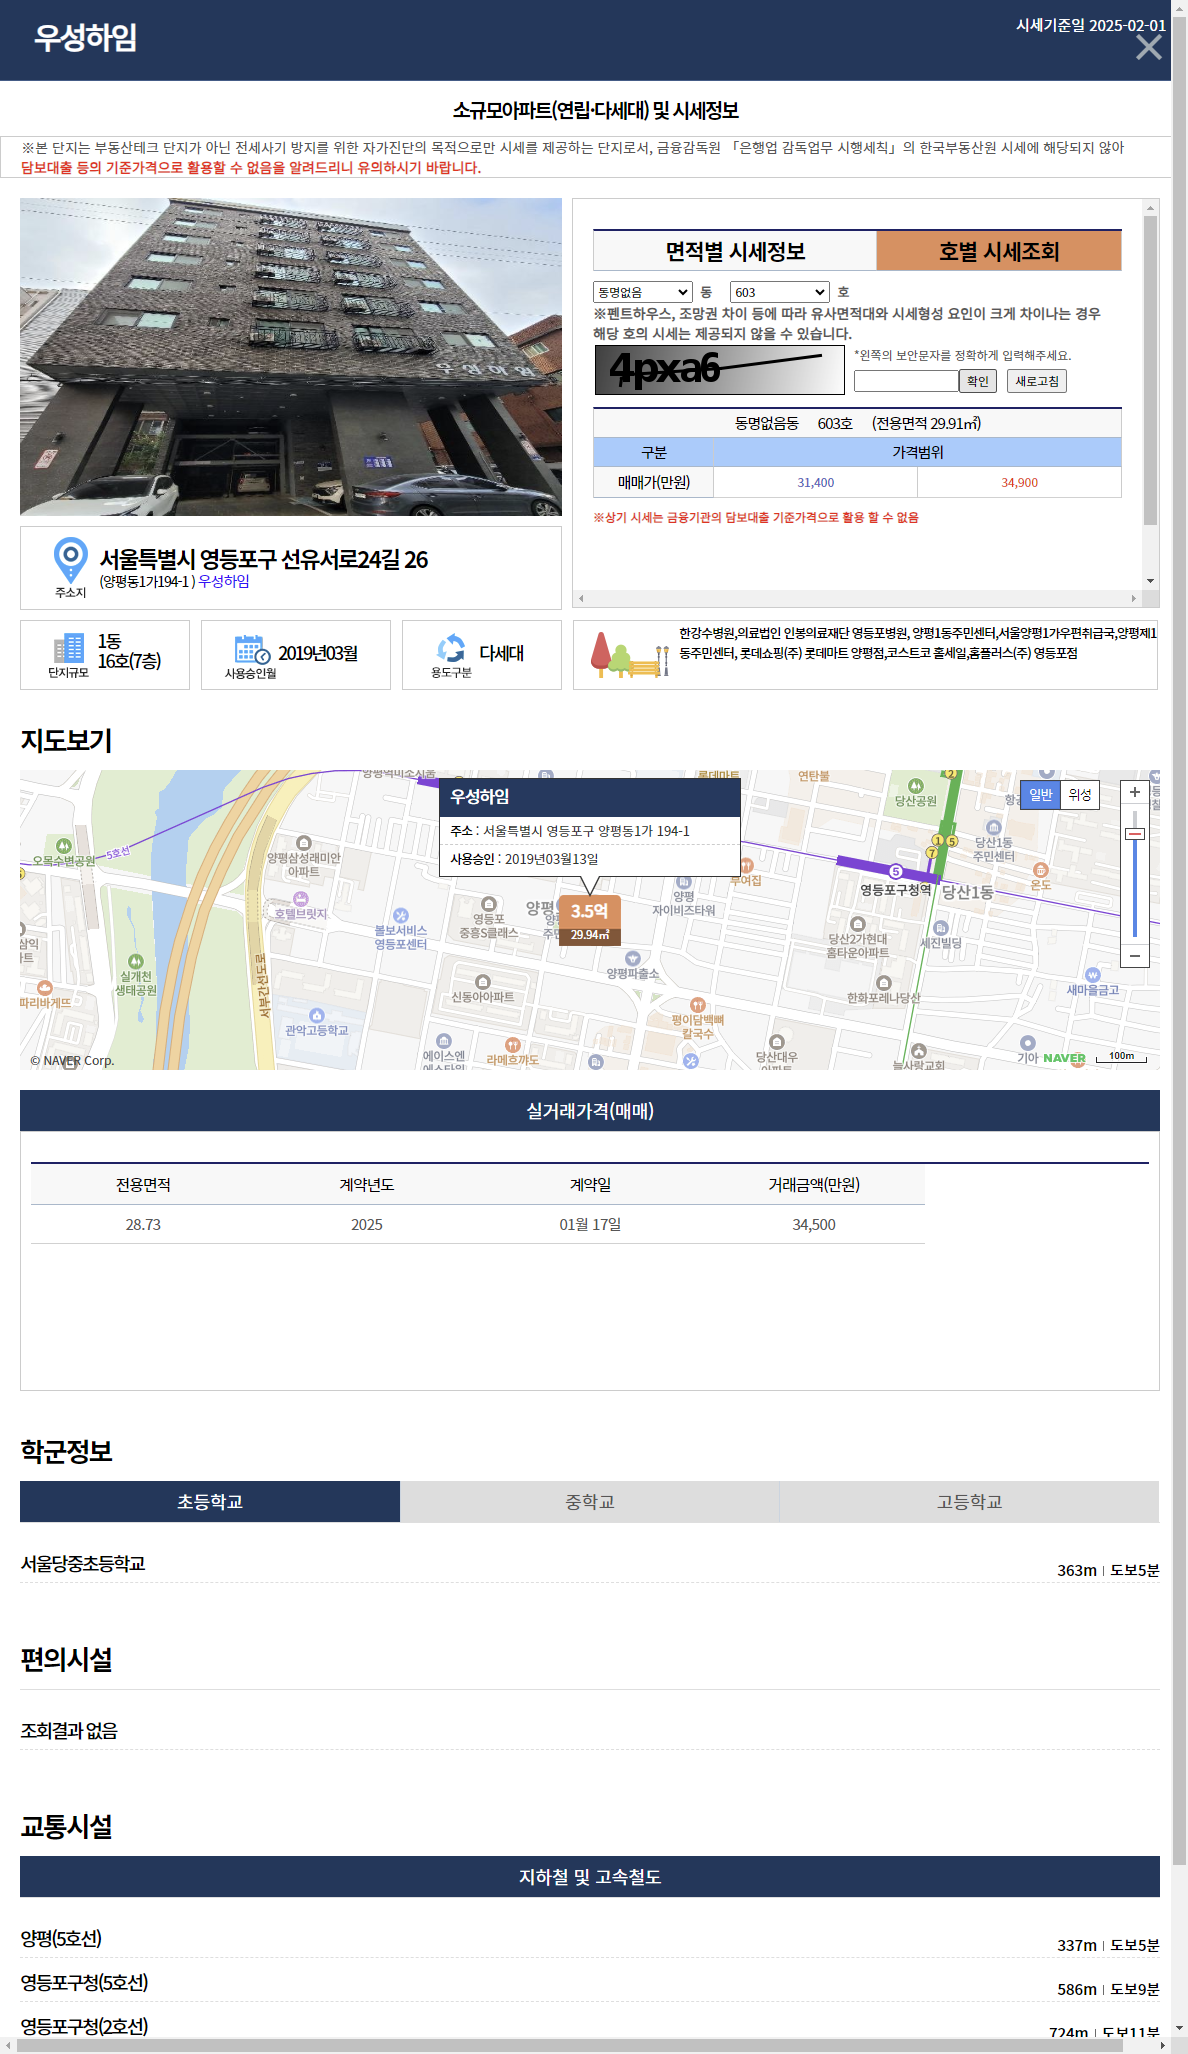 우성하임
시세기준일 2025-02-01
소규모아파트(연립·다세대) 및 시세정보
※본 단지는 부동산테크 단지가 아닌 전세사기 방지를 위한 자가진단의 목적으로만 시세를 제공하는 단지로서, 금융감독원 「은행업 감독업무 시행세칙」의 한국부동산원 시세에 해당되지 않아
담보대출 등의 기준가격으로 활용할 수 없음을 알려드리니 유의하시기 바랍니다.
우성하임
면적별 시세정보
호별 시세조회
동명없음 동 603 호
※펜트하우스, 조망권 차이 등에 따라 유사면적대와 시세형성 요인이 크게 차이나는 경우
해당 호의 시세는 제공되지 않을 수 있습니다.
4pxa6
*왼쪽의 보안문자를 정확하게 입력해주세요.
확인 새로고침
동명없음동 603호 (전용면적 29.91㎡)
구분 가격범위
매매가(만원) 31,400 34,900
※상기 시세는 금융기관의 담보대출 기준가격으로 활용 할 수 없음
주소지
서울특별시 영등포구 선유서로24길 26
(양평동1가194-1 ) 우성하임
단지규모
1동
16호(7층)
사용승인월
2019년03월
용도구분
다세대
한강수병원,의료법인 인봉의료재단 영등포병원, 양평1동주민센터,서울양평1가우편취급국,양평제1
동주민센터, 롯데쇼핑(주) 롯데마트 양평점,코스트코 홀세일,홈플러스(주) 영등포점
지도보기
롯데마트
연탄불
우성하임
주소 : 서울특별시 영등포구 양평동1가 194-1
사용승인 : 2019년03월13일
일반 위성
당산공원
2
1 5
7
당산1동
주민센터
오목수변공원
5호선
양평삼성래미안
아파트
부여집
5
영등포구청역
당산1동
온도
호텔브릿지
볼보서비스
영등포센터
영등포
중흥S클래스
양평
3.5억
29.94㎡
양평
자이비즈타워
당산2가현대
홈타운아파트
세진빌딩
삼익
실개천
생태공원
파리바게뜨
서부간선도로
신동아아파트
양평파출소
한화포레나당산
새마을금고
관악고등학교
평이담백뼈
칼국수
에이스엔
라메흐꺄도
당산대우
늘사랑교회
기아
NAVER
100m
© NAVER Corp.
실거래가격(매매)
전용면적 계약년도 계약일 거래금액(만원)
28.73 2025 01월 17일 34,500
학군정보
초등학교 중학교 고등학교
서울당중초등학교 363m 도보5분
편의시설
조회결과 없음
교통시설
지하철 및 고속철도
양평(5호선) 337m 도보5분
영등포구청(5호선) 586m 도보9분
영등포구청(2호선) 724m 도보11분